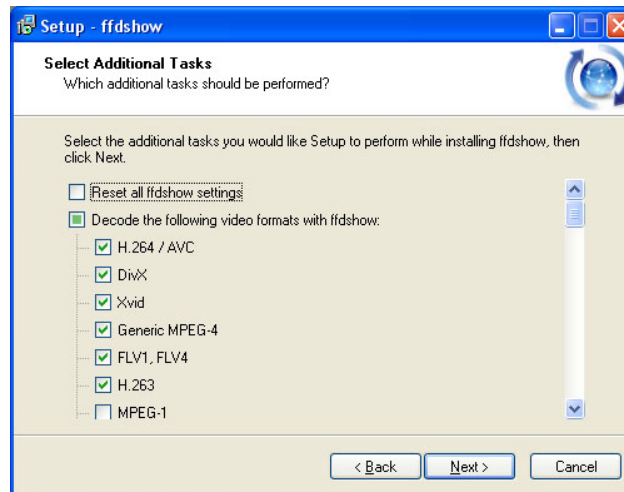 Setup - ffdshow
Select Additional Tasks
Which additional tasks should be performed?
Select the additional tasks you would like Setup to perform while installing ffdshow, then
click Next.
Reset all ffdshow settings
Decode the following video formats with ffdshow:
H.264 / AVC
DivX
Xvid
Generic MPEG-4
FLV1, FLV4
H.263
MPEG-1
< Back Next > Cancel